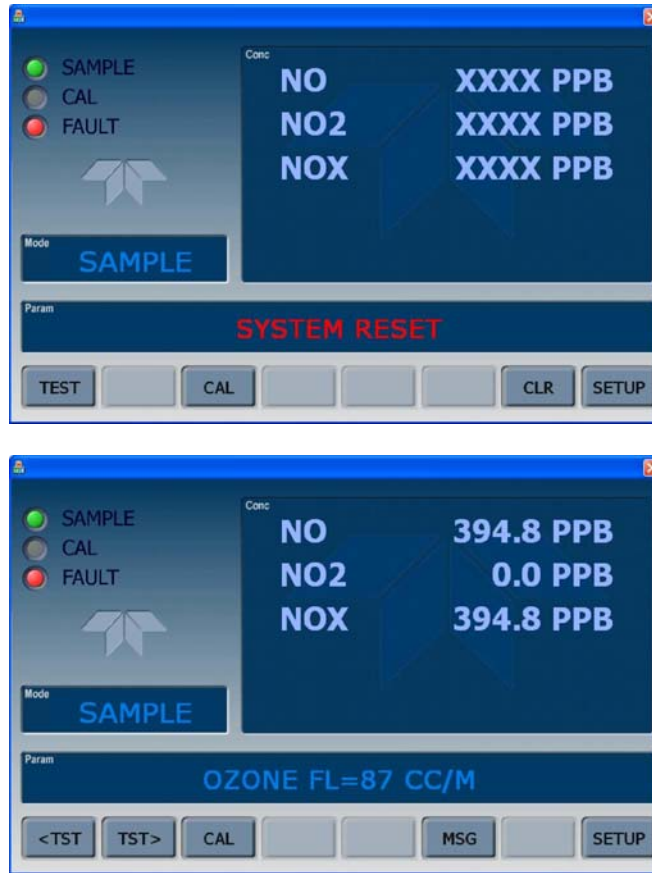 SAMPLE
CAL
FAULT
Conc
NO XXXX PPB
NO2 XXXX PPB
NOX XXXX PPB
Mode
SAMPLE
Param
SYSTEM RESET
TEST CAL CLR SETUP
SAMPLE
CAL
FAULT
Conc
NO 394.8 PPB
NO2 0.0 PPB
NOX 394.8 PPB
Mode
SAMPLE
Param
OZONE FL=87 CC/M
<TST TST> CAL MSG SETUP